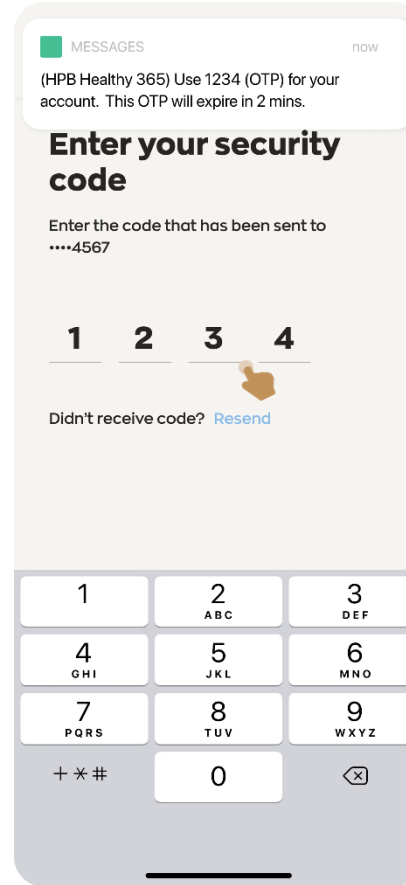 MESSAGES now
(HPB Healthy 365) Use 1234 (OTP) for your
account. This OTP will expire in 2 mins.
Enter your security
code
Enter the code that has been sent to
••••4567
1 2 3 4
Didn't receive code? Resend
1 2 3
ABC DEF
4 5 6
GHI JKL MNO
7 8 9
PQRS TUV WXYZ
+*# 0